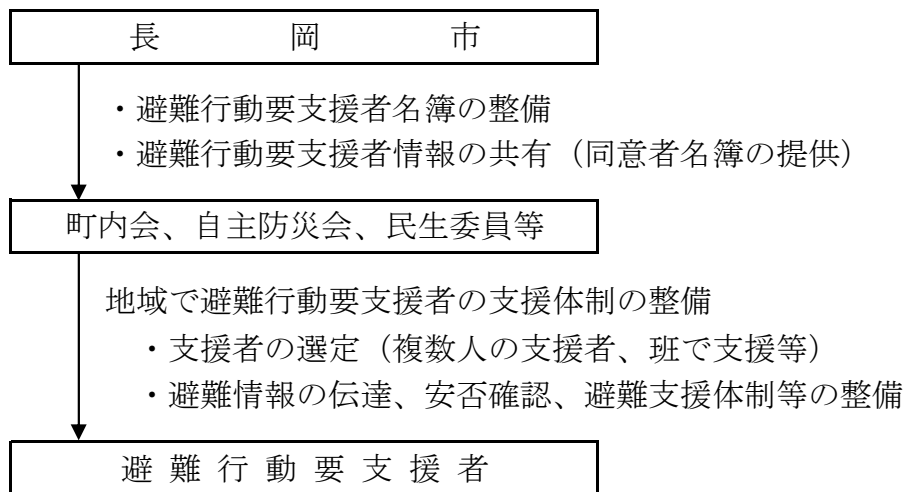 長岡市
・避難行動要支援者名簿の整備
・避難行動要支援者情報の共有（同意者名簿の提供）
町内会、自主防災会、民生委員等
地域で避難行動要支援者の支援体制の整備
・支援者の選定（複数人の支援者、班で支援等）
・避難情報の伝達、安否確認、避難支援体制等の整備
避難行動要支援者